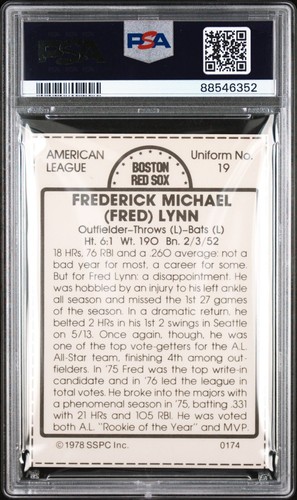 PSA
PSA
88546352
AMERICAN
LEAGUE
BOSTON
RED SOX
Uniform No.
19
FREDERICK MICHAEL
(FRED) LYNN
Outfielder-Throws (L)-Bats (L)
Ht. 6:1 Wt. 190 Bn. 2/3/52
18 HRs, 76 RBI and a .260 average: not a
bad year for most, a career for some.
But for Fred Lynn: a disappointment. He
was hobbled by an injury to his left ankle
all season and missed the 1st 27 games
of the season. In a dramatic return, he
belted 2 HRs in his 1st 2 swings in Seattle
on 5/13. Once again, though, he was
one of the top vote-getters for the A.L.
All-Star team, finishing 4th among out-
fielders. In '75 Fred was the top write-in
candidate and in '76 led the league in
total votes. He broke into the majors with
a phenomenal season in '75, batting .331
with 21 HRs and 105 RBI. He was voted
both A.L. "Rookie of the Year" and MVP.
©1978 SSPC Inc. 0174